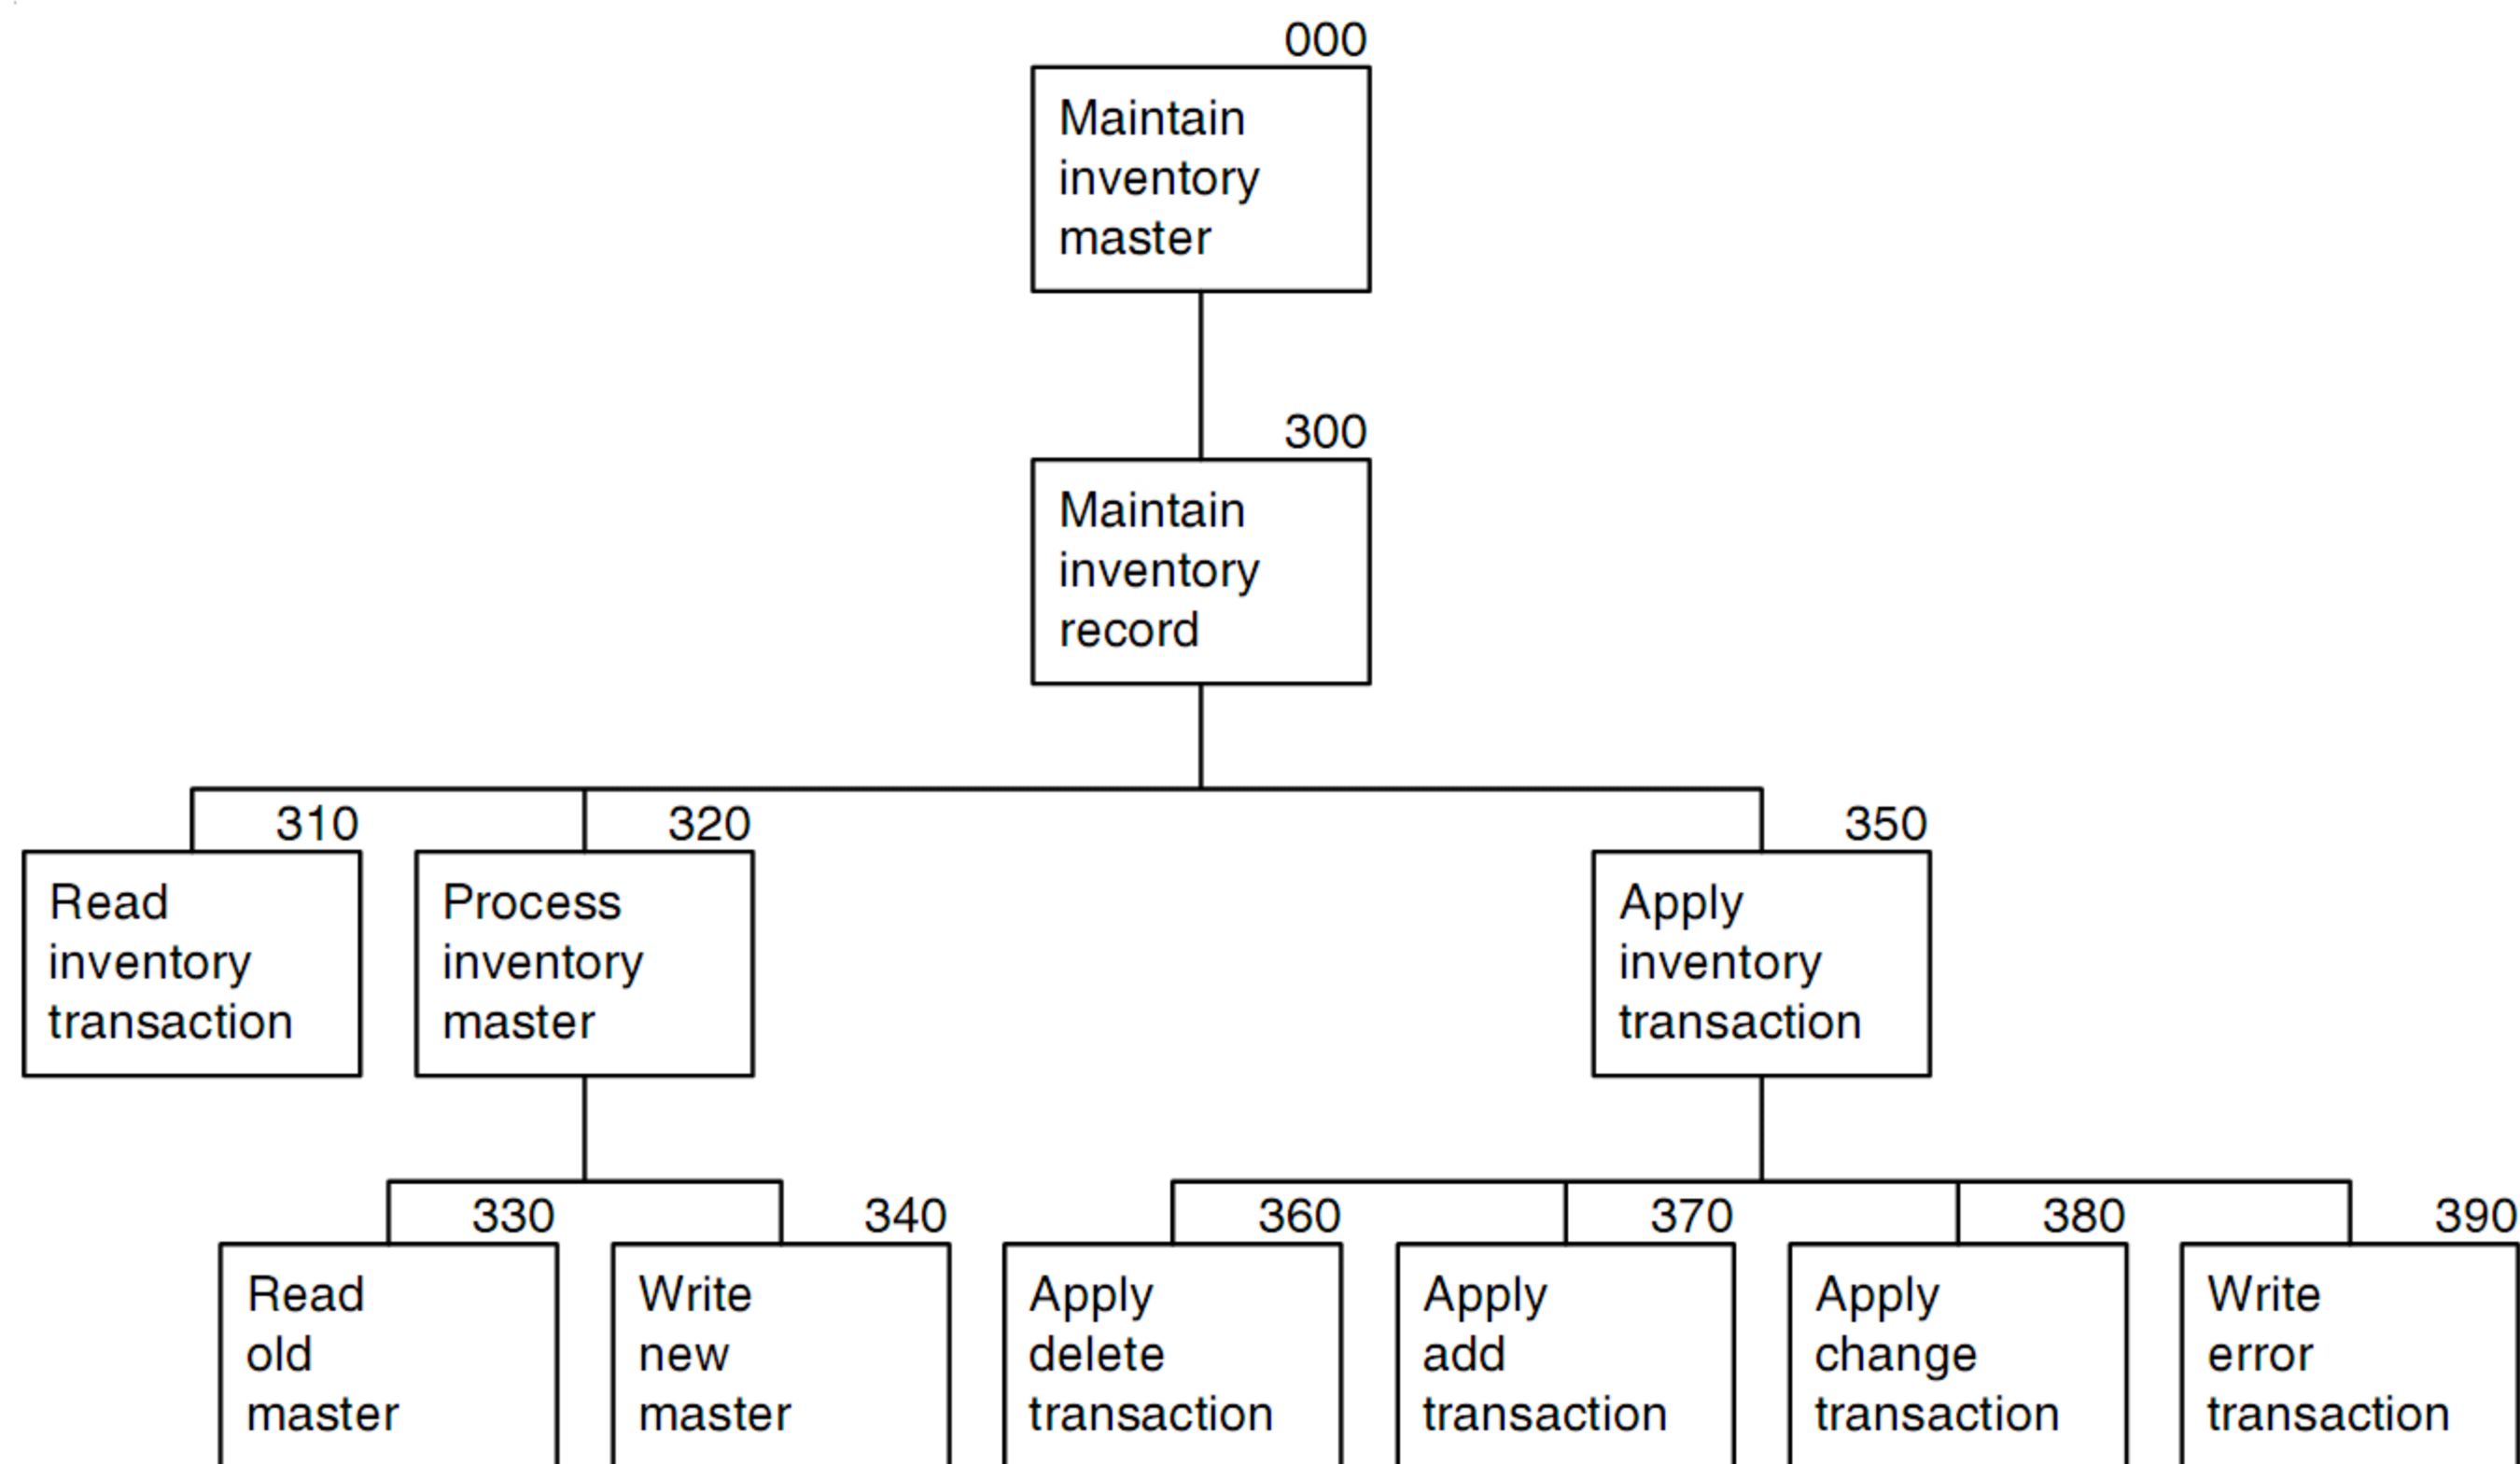 000
Maintain
inventory
master
300
Maintain
inventory
record
310
Read
inventory
transaction
320
Process
inventory
master
350
Apply
inventory
transaction
330
Read
old
master
340
Write
new
master
360
Apply
delete
transaction
370
Apply
add
transaction
380
Apply
change
transaction
390
Write
error
transaction